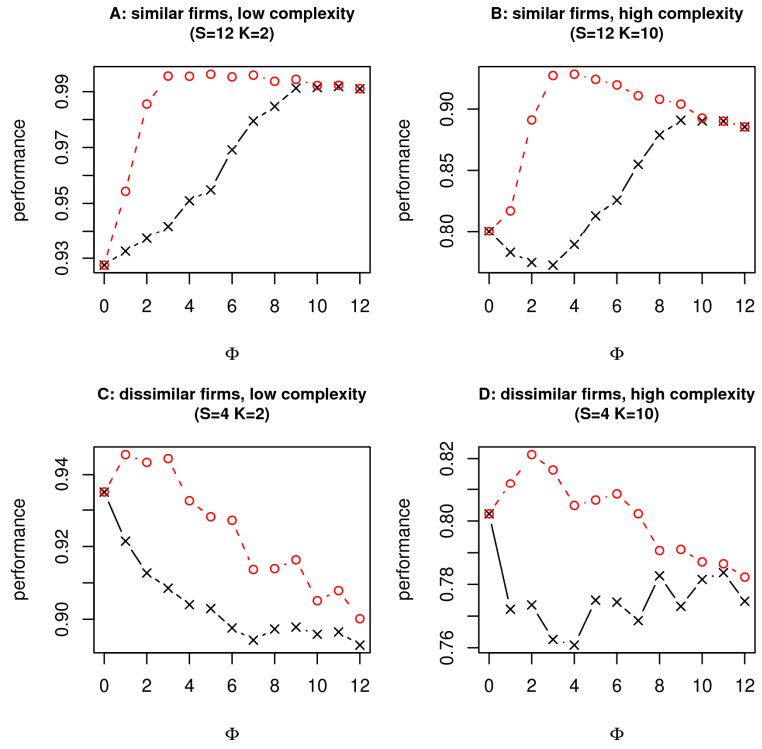 A: similar firms, low complexity
(S=12 K=2)
performance
0.93
0.95
0.97
0.99
0 2 4 6 8 10 12
Φ
B: similar firms, high complexity
(S=12 K=10)
performance
0.80
0.85
0.90
0 2 4 6 8 10 12
Φ
C: dissimilar firms, low complexity
(S=4 K=2)
performance
0.90
0.92
0.94
0 2 4 6 8 10 12
Φ
D: dissimilar firms, high complexity
(S=4 K=10)
performance
0.76
0.78
0.80
0.82
0 2 4 6 8 10 12
Φ